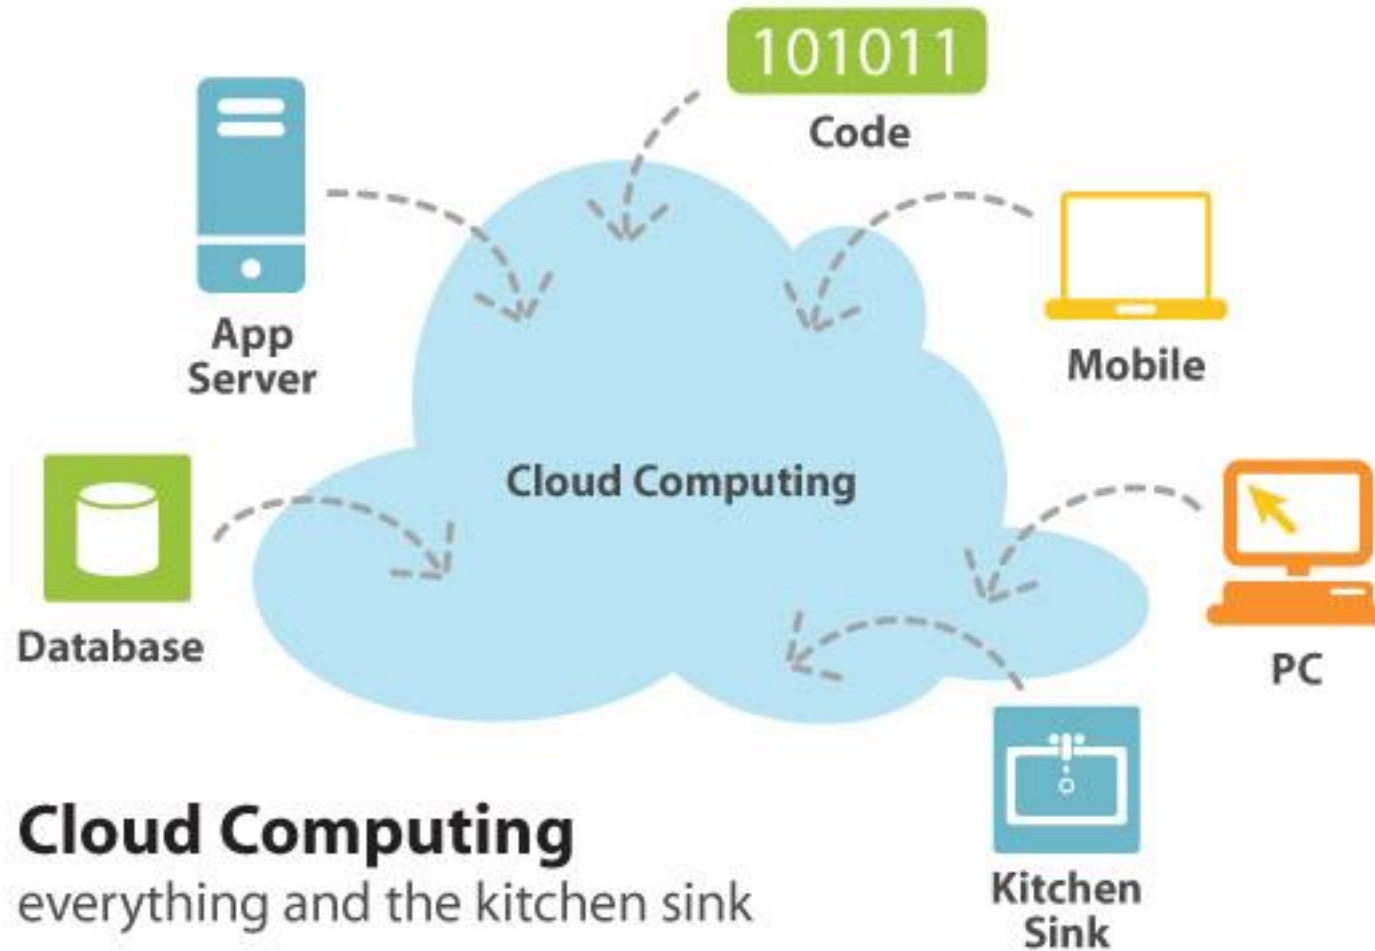 101011
Code
App
Server
Mobile
Cloud Computing
Database
PC
Kitchen
Sink
Cloud Computing
everything and the kitchen sink